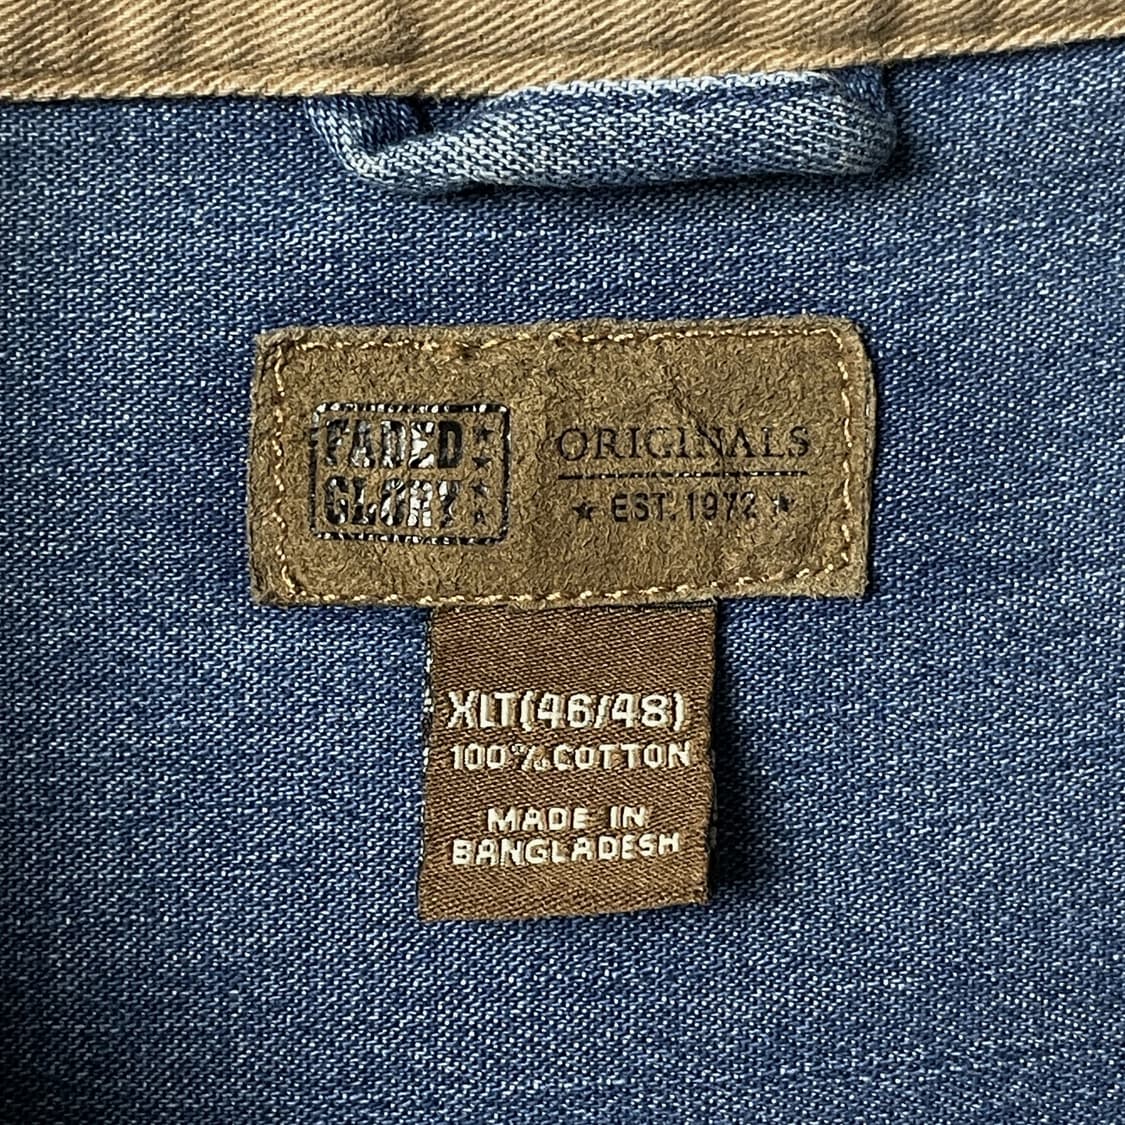 FADED
GLORY
ORIGINALS
★ EST. 1972 ★
XLT(46/48)
100% COTTON
MADE IN
BANGLADESH